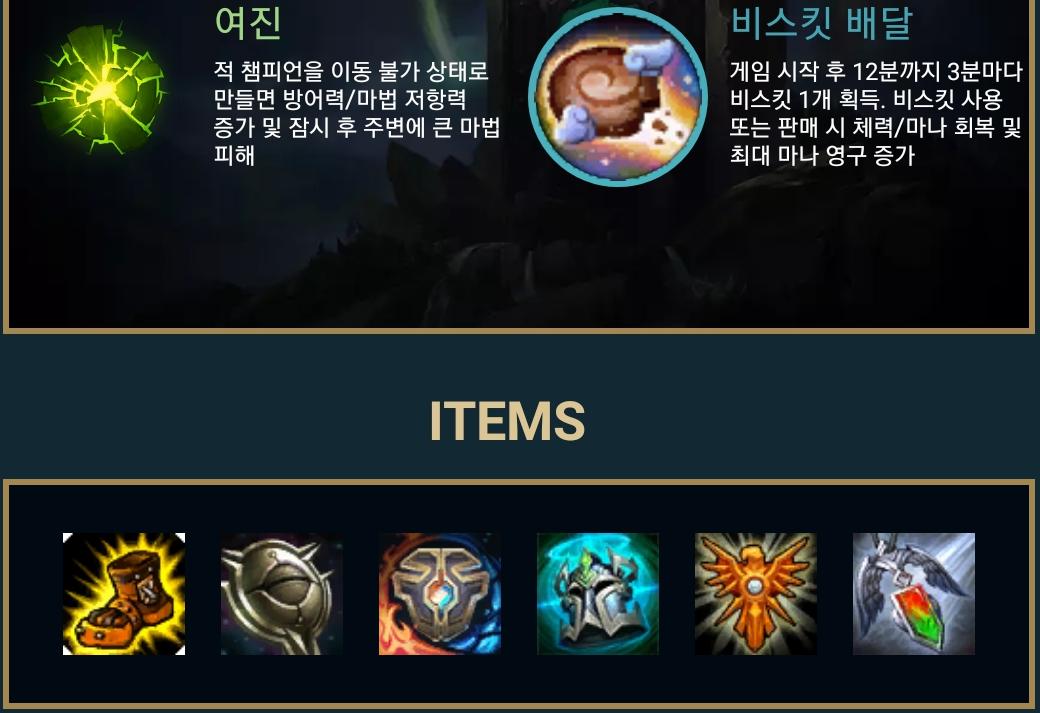 여진
적 챔피언을 이동 불가 상태로
만들면 방어력/마법 저항력
증가 및 잠시 후 주변에 큰 마법
피해
비스킷 배달
게임 시작 후 12분까지 3분마다
비스킷 1개 획득. 비스킷 사용
또는 판매 시 체력/마나 회복 및
최대 마나 영구 증가
ITEMS